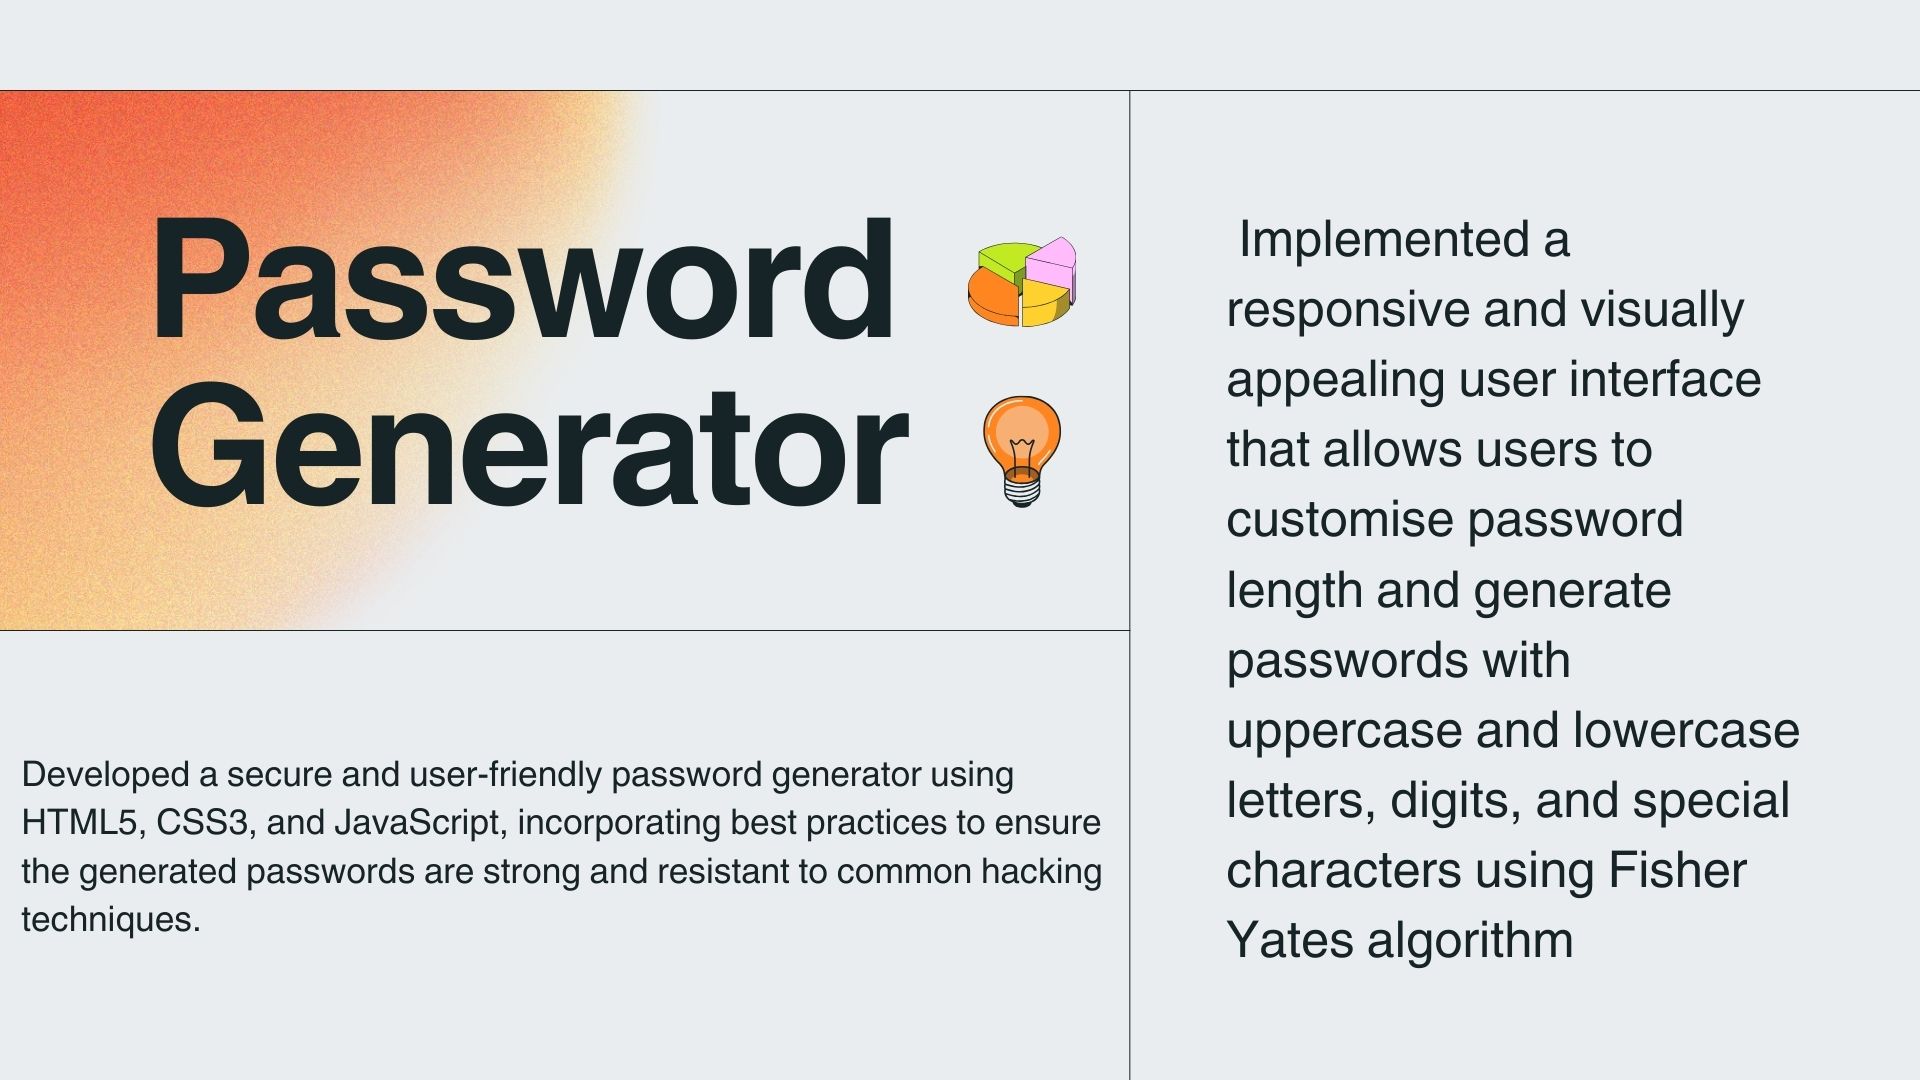 Password
Generator
Developed a secure and user-friendly password generator using
HTML5, CSS3, and JavaScript, incorporating best practices to ensure
the generated passwords are strong and resistant to common hacking
techniques.
Implemented a
responsive and visually
appealing user interface
that allows users to
customise password
length and generate
passwords with
uppercase and lowercase
letters, digits, and special
characters using Fisher
Yates algorithm